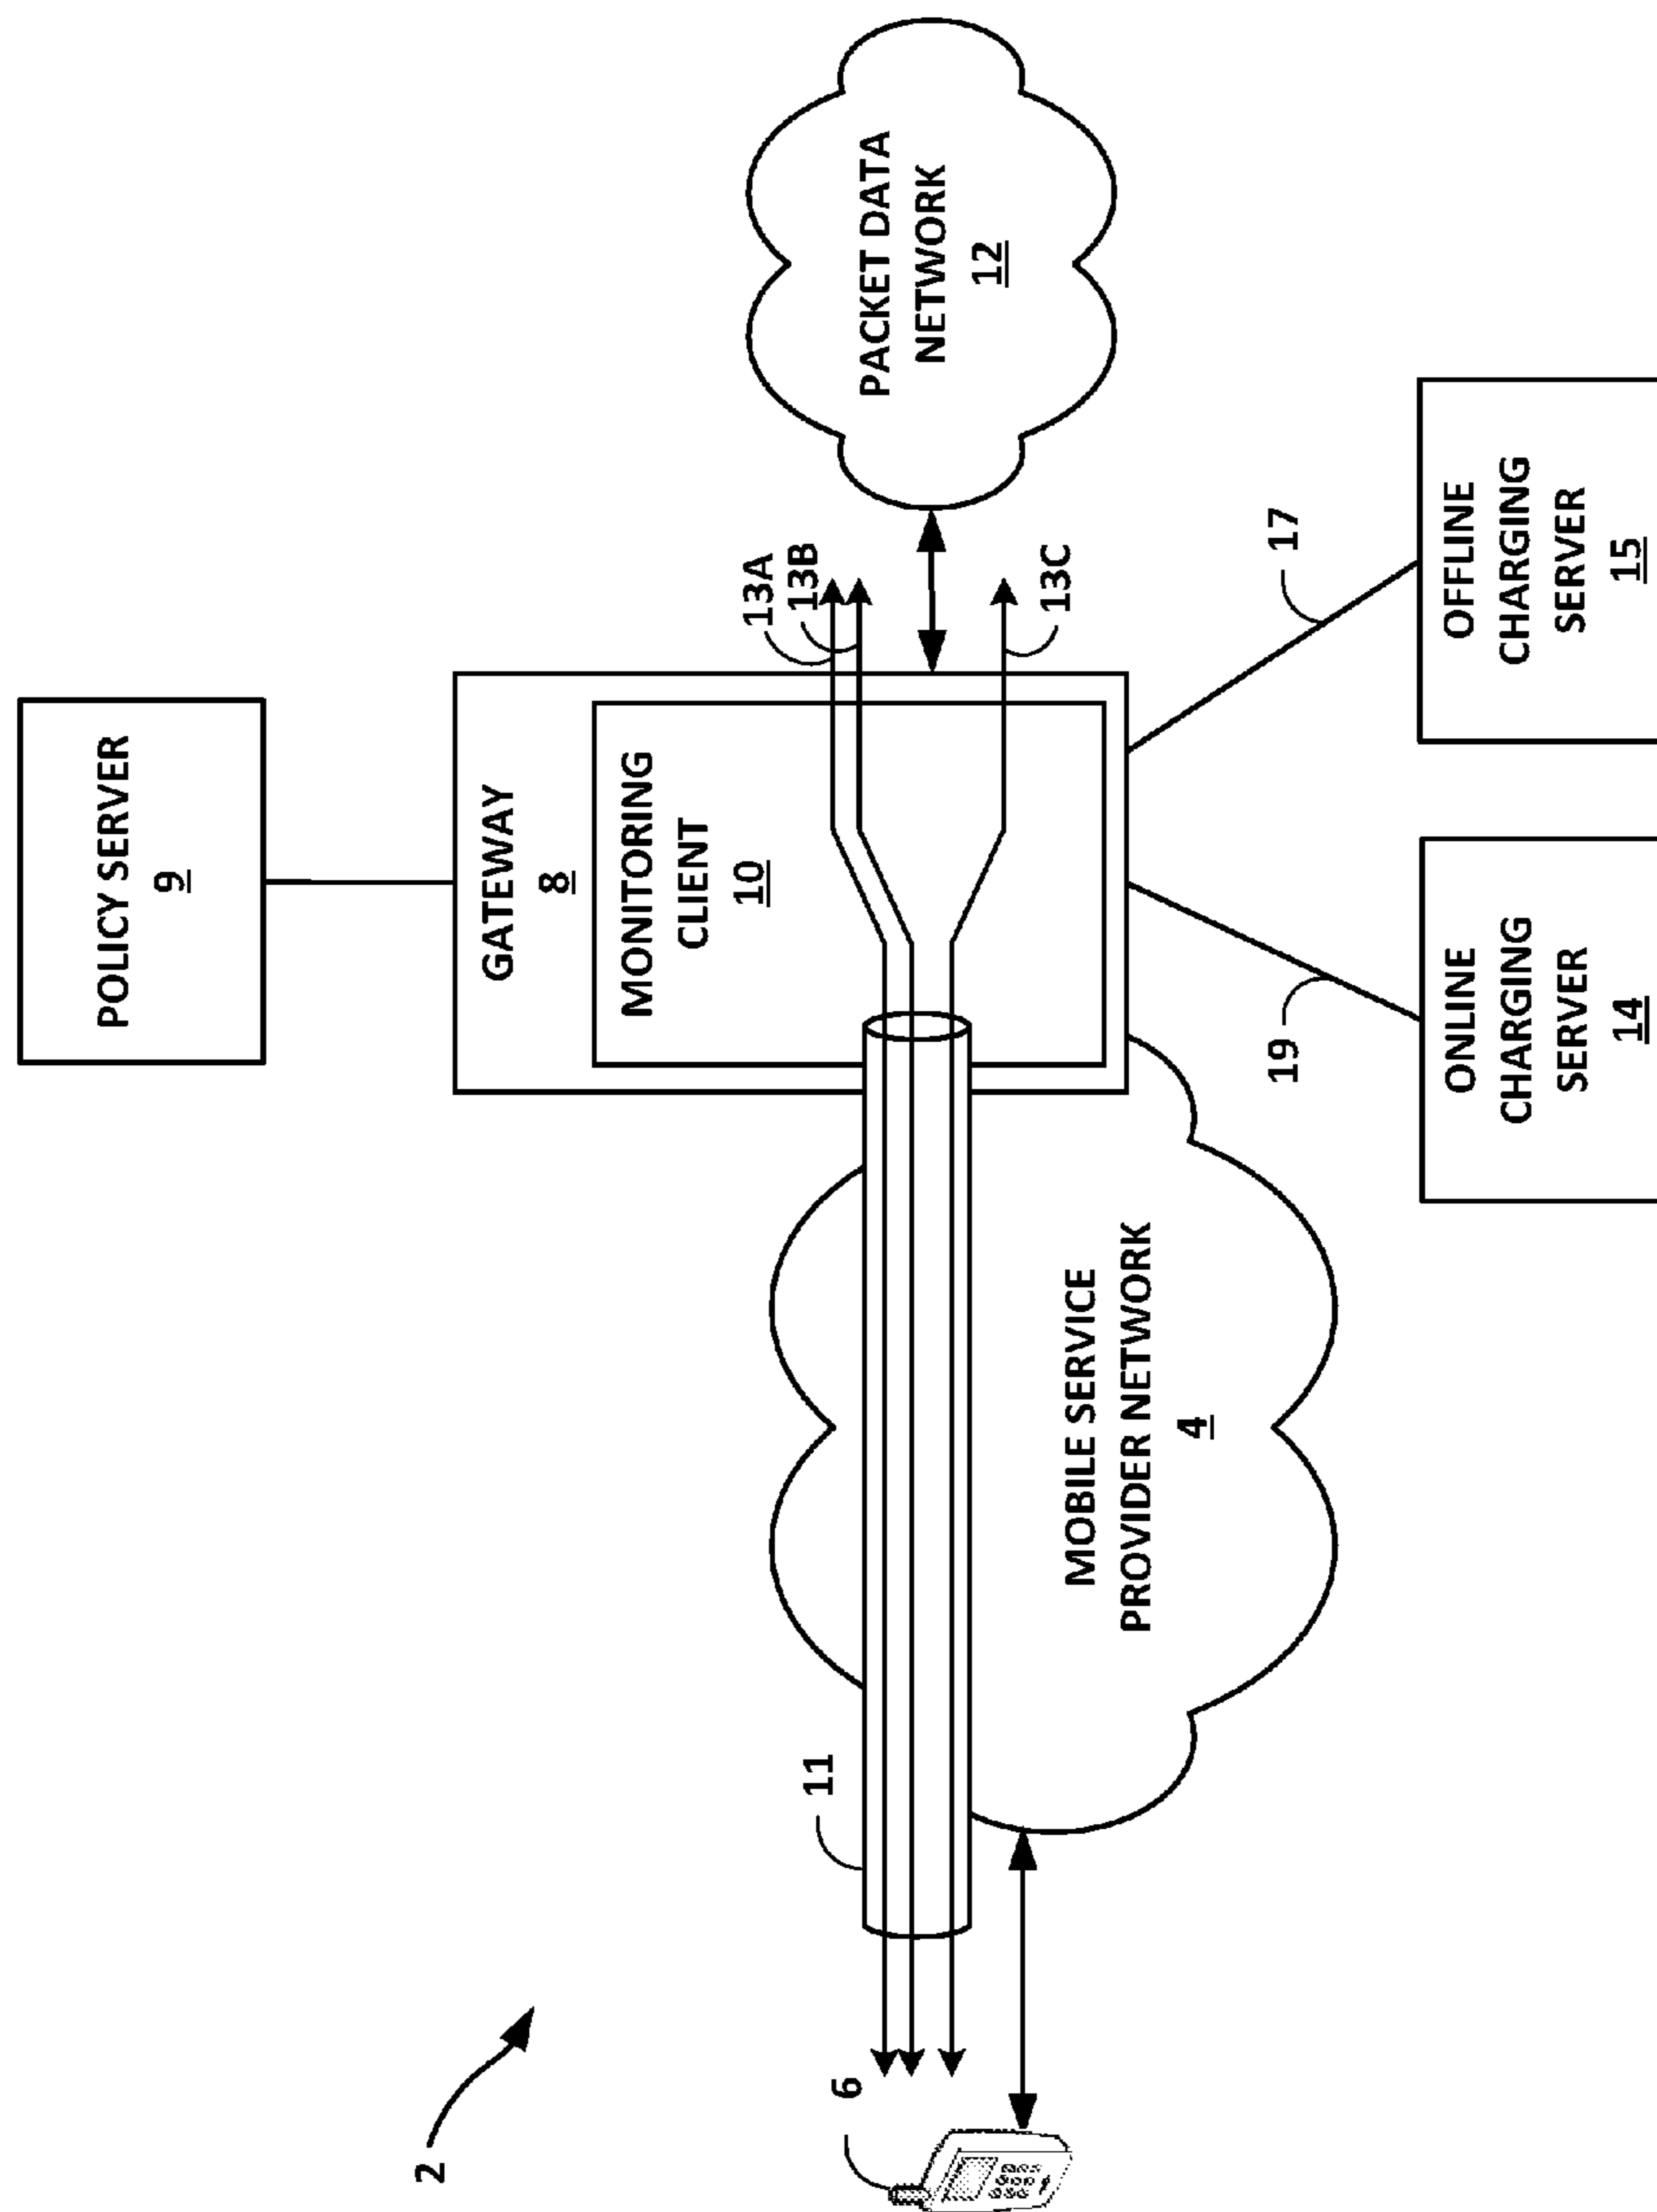 2
POLICY SERVER
9
GATEWAY
8
MONITORING
CLIENT
10
6
11
13A
13B
13C
PACKET DATA
NETWORK
12
MOBILE SERVICE
PROVIDER NETWORK
4
19
17
ONLINE
CHARGING
SERVER
14
OFFLINE
CHARGING
SERVER
15